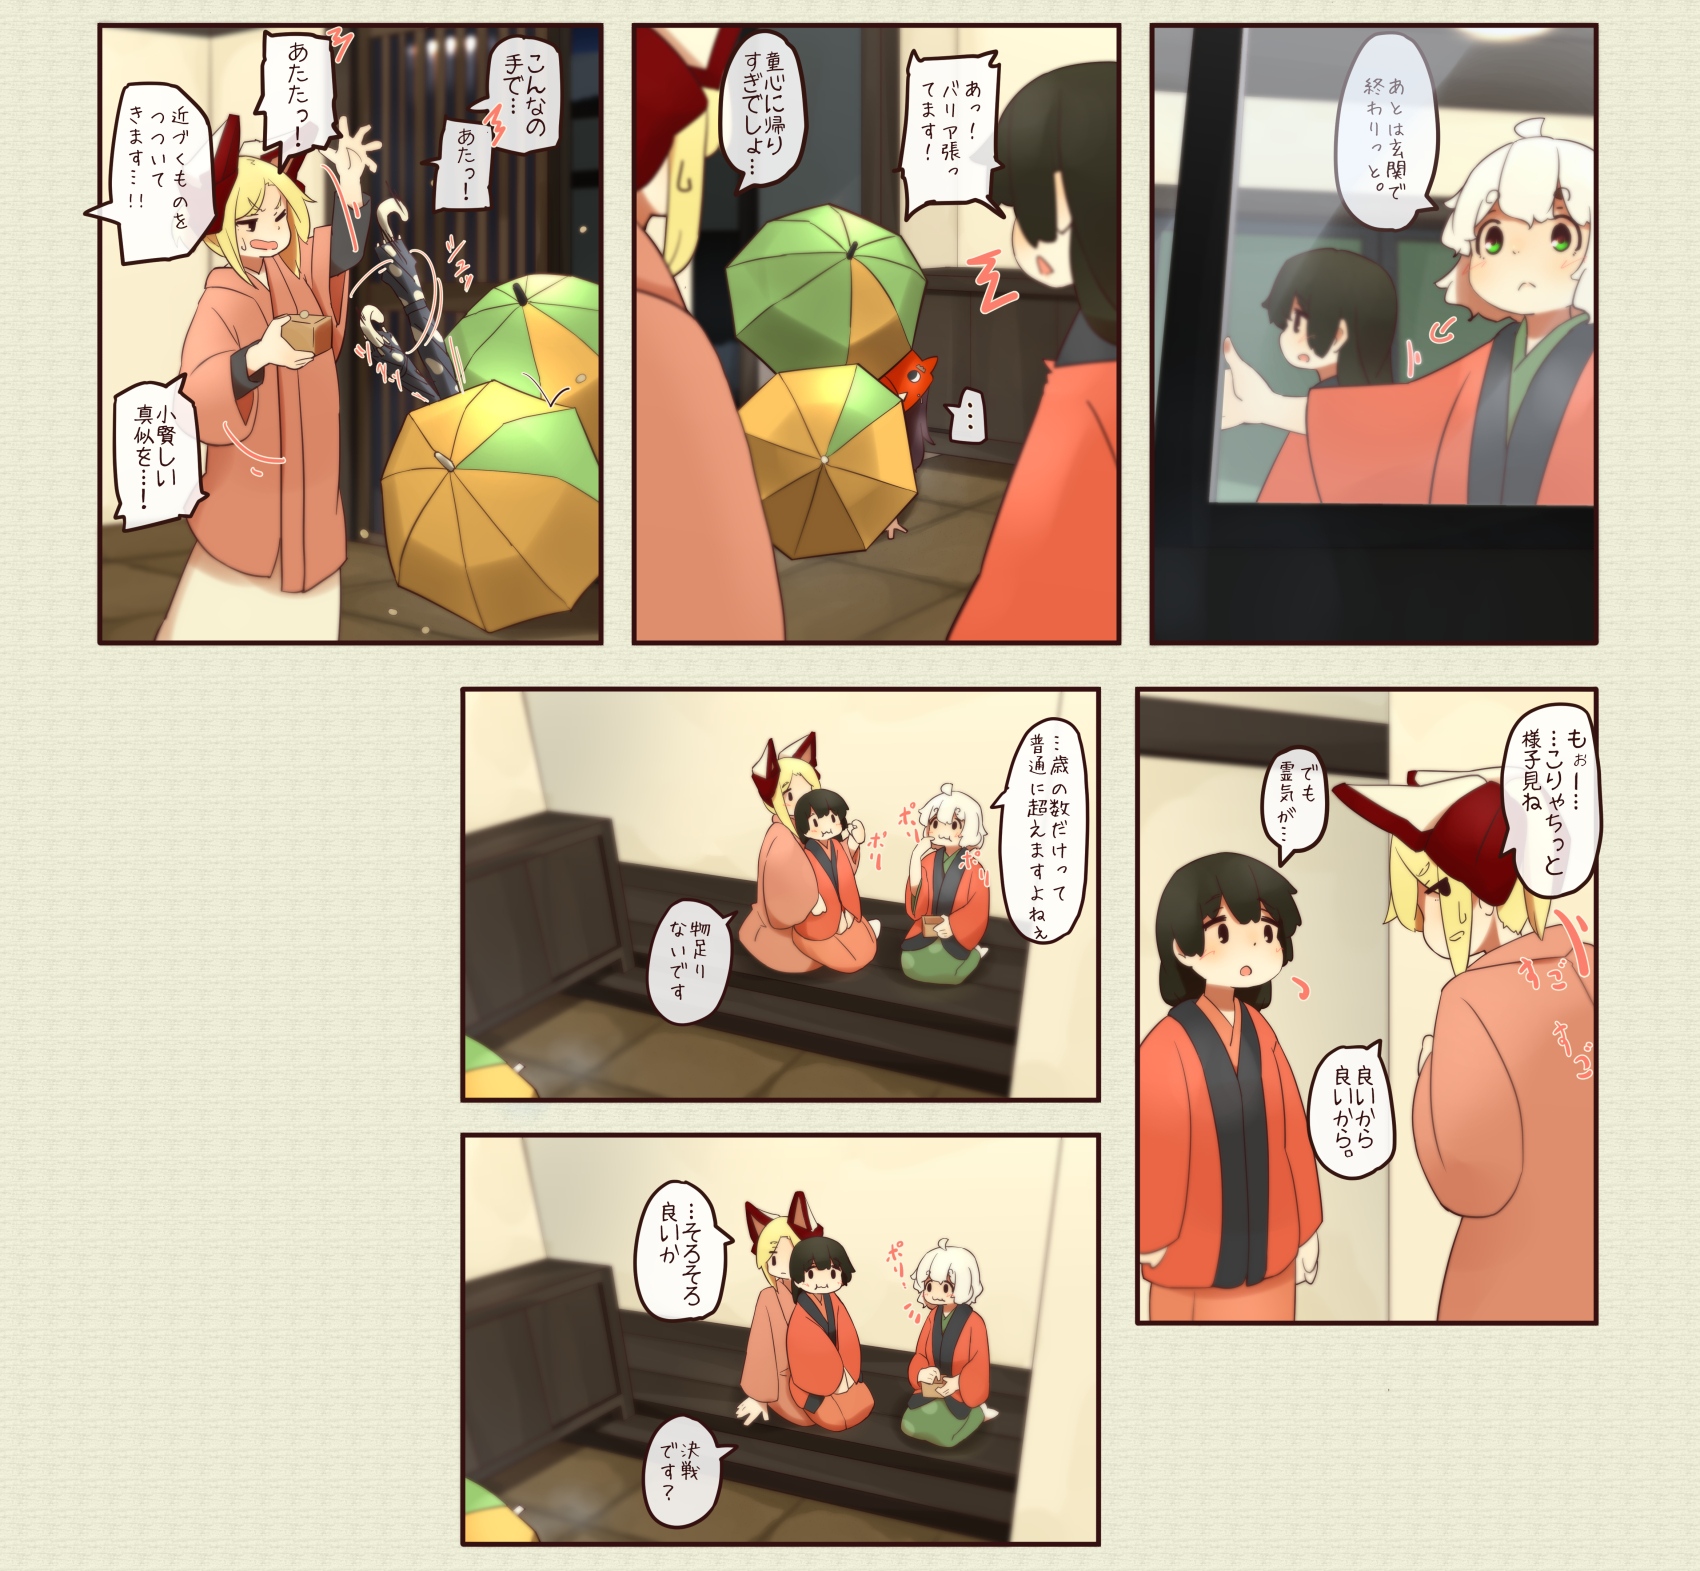 あとは玄関で
終わりっと。
あっ!
バリア張っ
てます!
童心に帰り
すぎでしょ…
…
こんなの
手で…
あたっ!
あたたっ!
近づくものを
つついて
きます…!!
小賢しい
真似を…!
もぉー…
…こりゃちっと
様子見ね
でも
霊気が…
良いから
良いから。
すご
すご
…歳の数だけって
普通に超えますよねぇ
ポリ
ポリ
ポリ
物足り
ないです
…そろそろ
良いか
ポリ
決戦
です?